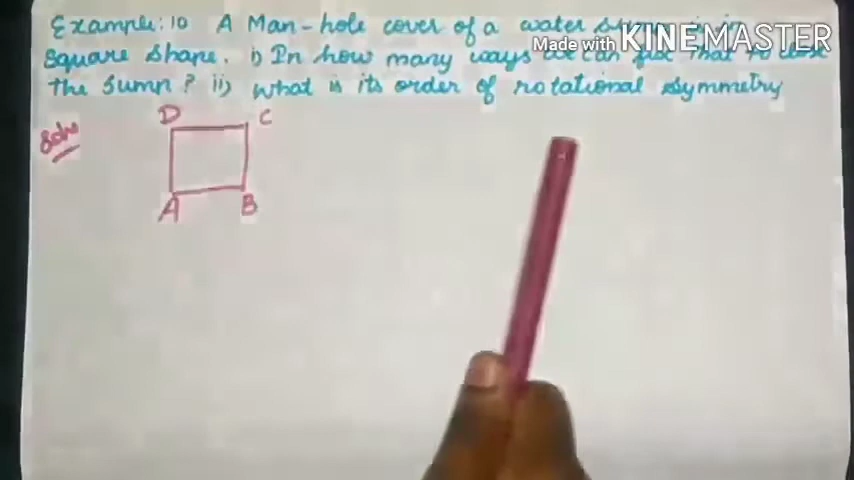 Example: 10 A Man-hole cover of a water
Made with KINEMASTER
Square shape. i) In how many ways
the sump? ii) what is its order of rotational symmetry
Soln
D C
A B